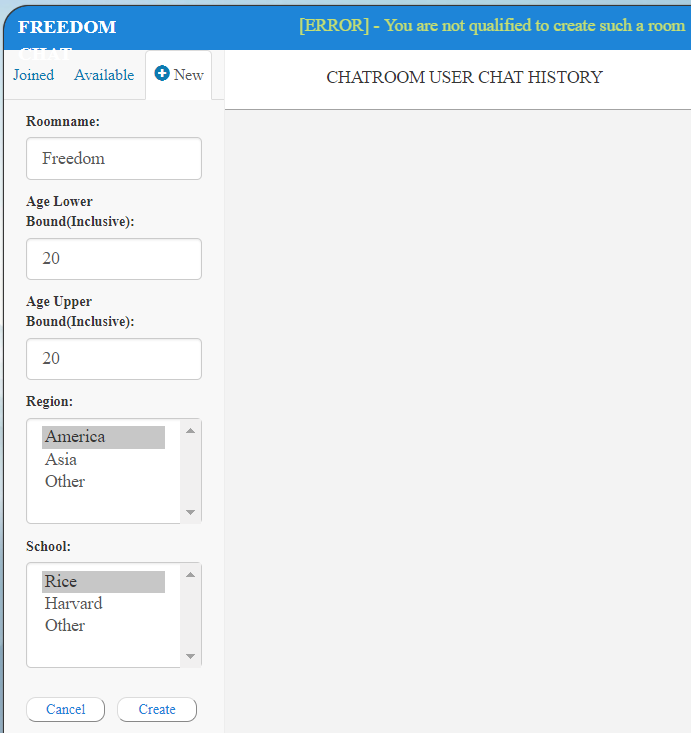 FREEDOM
CHAT
[ERROR] - You are not qualified to create such a room
Joined Available New
CHATROOM USER CHAT HISTORY
Roomname:
Freedom
Age Lower
Bound(Inclusive):
20
Age Upper
Bound(Inclusive):
20
Region:
America
Asia
Other
School:
Rice
Harvard
Other
Cancel Create